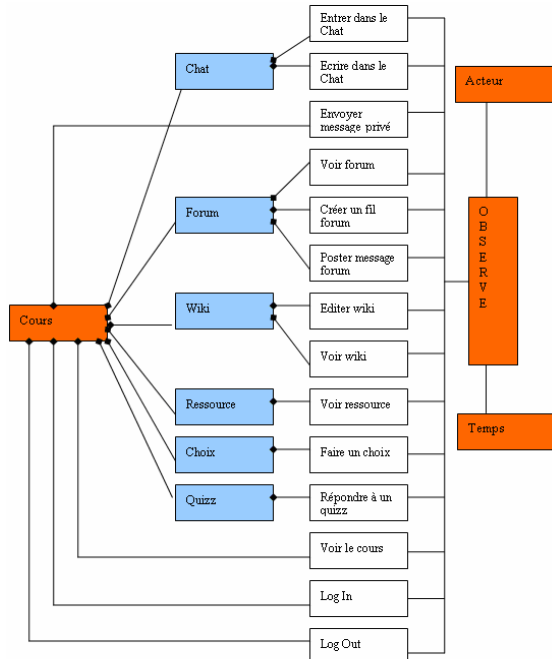 Entrer dans le
Chat
Chat
Ecrire dans le
Chat
Acteur
Envoyer
message privé
Voir forum
Forum
Créer un fil
forum
O
B
S
E
R
V
E
Poster message
forum
Cours
Wiki
Editer wiki
Voir wiki
Ressource
Voir ressource
Temps
Choix
Faire un choix
Quizz
Répondre à un
quizz
Voir le cours
Log In
Log Out